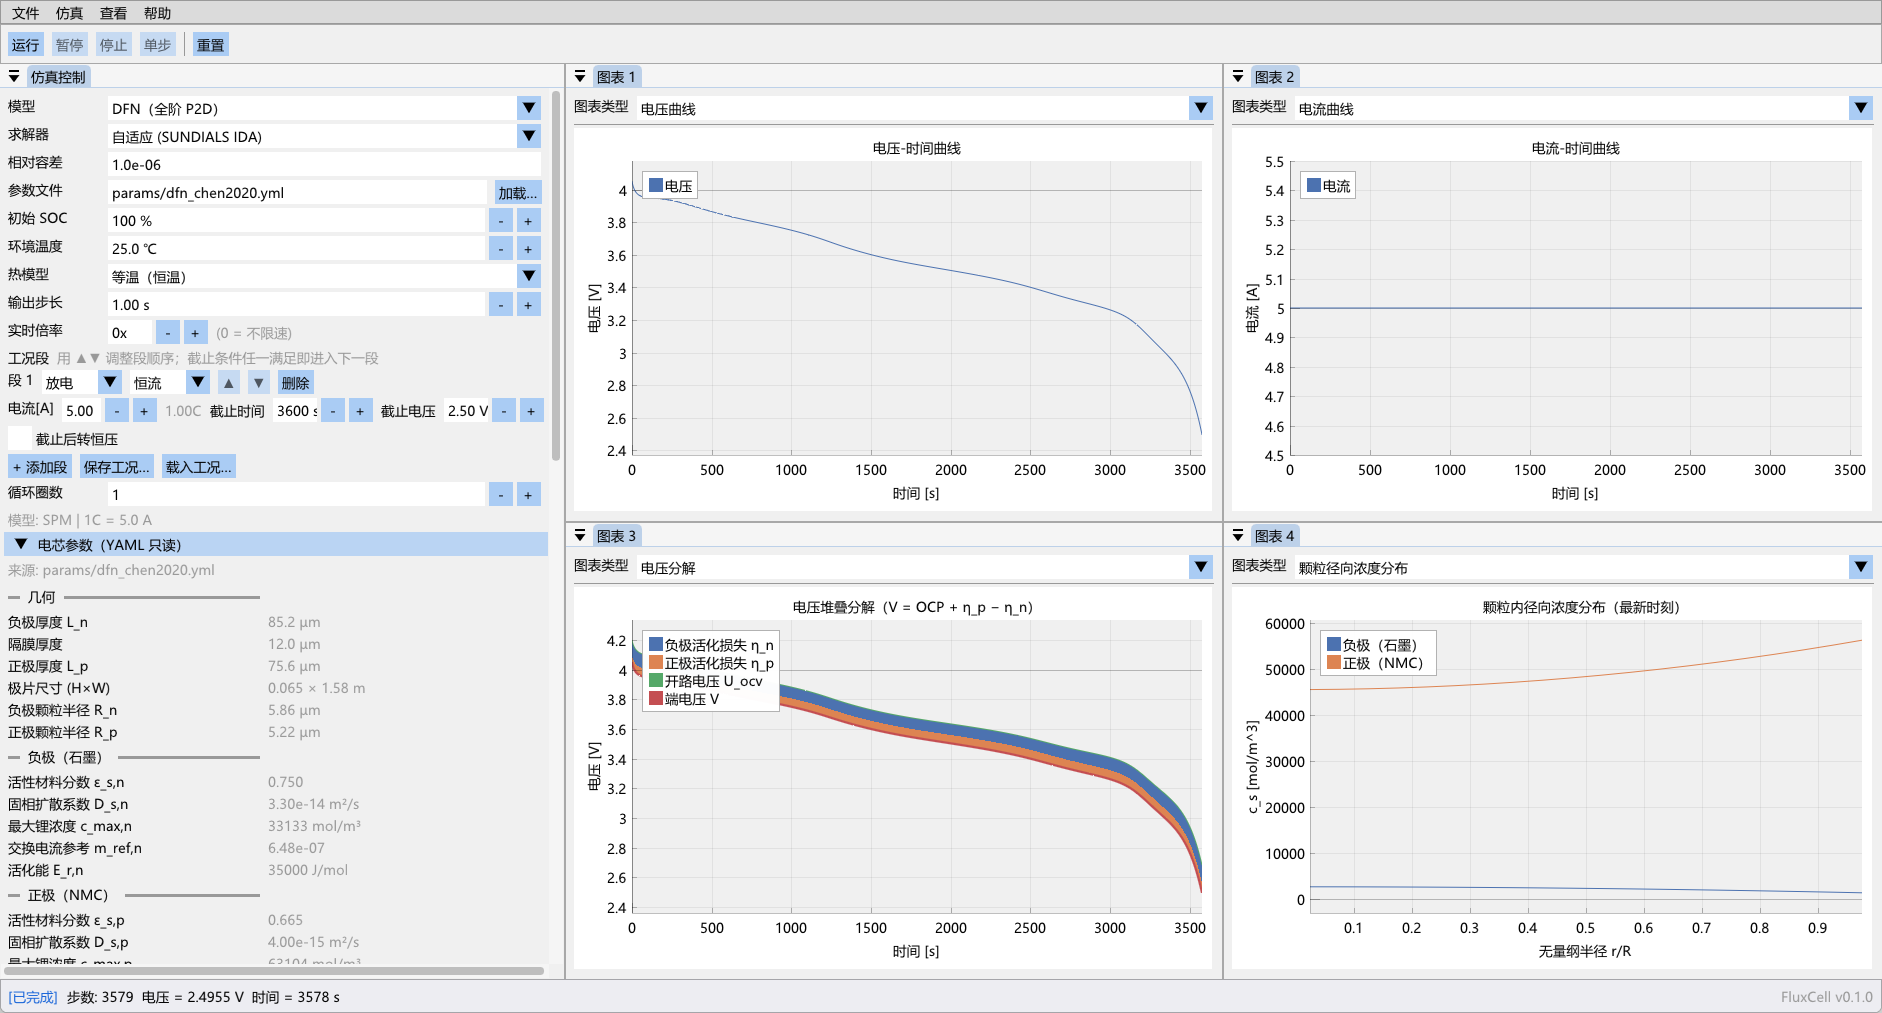 文件 仿真 查看 帮助
运行 暂停 停止 单步 重置
仿真控制
模型 DFN（全阶 P2D）
求解器 自适应 (SUNDIALS IDA)
相对容差 1.0e-06
参数文件 params/dfn_chen2020.yml 加载...
初始 SOC 100 % - +
环境温度 25.0 ℃ - +
热模型 等温（恒温）
输出步长 1.00 s - +
实时倍率 0x - + (0 = 不限速)
工况段 用 ▲▼ 调整段顺序；截止条件任一满足即进入下一段
段 1 放电 恒流 ▲ ▼ 删除
电流[A] 5.00 - + 1.00C 截止时间 3600 s - + 截止电压 2.50 V - +
截止后转恒压
+ 添加段 保存工况... 载入工况...
循环圈数 1 - +
模型: SPM | 1C = 5.0 A
电芯参数（YAML 只读）
来源: params/dfn_chen2020.yml
几何
负极厚度 L_n 85.2 µm
隔膜厚度 12.0 µm
正极厚度 L_p 75.6 µm
极片尺寸 (H×W) 0.065 × 1.58 m
负极颗粒半径 R_n 5.86 µm
正极颗粒半径 R_p 5.22 µm
负极（石墨）
活性材料分数 ε_s,n 0.750
固相扩散系数 D_s,n 3.30e-14 m²/s
最大锂浓度 c_max,n 33133 mol/m³
交换电流参考 m_ref,n 6.48e-07
活化能 E_r,n 35000 J/mol
正极（NMC）
活性材料分数 ε_s,p 0.665
固相扩散系数 D_s,p 4.00e-15 m²/s
最大锂浓度 c_max,p 63104 mol/m³
图表 1
图表类型 电压曲线
电压-时间曲线
电压
4
3.8
3.6
3.4
3.2
3
2.8
2.6
2.4
电压 [V]
0 500 1000 1500 2000 2500 3000 3500
时间 [s]
图表 2
图表类型 电流曲线
电流-时间曲线
电流
5.5
5.4
5.3
5.2
5.1
5
4.9
4.8
4.7
4.6
4.5
电流 [A]
0 500 1000 1500 2000 2500 3000 3500
时间 [s]
图表 3
图表类型 电压分解
电压堆叠分解（V = OCP + η_p − η_n）
负极活化损失 η_n
正极活化损失 η_p
开路电压 U_ocv
端电压 V
4.2
4
3.8
3.6
3.4
3.2
3
2.8
2.6
2.4
电压 [V]
0 500 1000 1500 2000 2500 3000 3500
时间 [s]
图表 4
图表类型 颗粒径向浓度分布
颗粒内径向浓度分布（最新时刻）
负极（石墨）
正极（NMC）
60000
50000
40000
30000
20000
10000
0
c_s [mol/m^3]
0.1 0.2 0.3 0.4 0.5 0.6 0.7 0.8 0.9
无量纲半径 r/R
[已完成] 步数: 3579 电压 = 2.4955 V 时间 = 3578 s
FluxCell v0.1.0